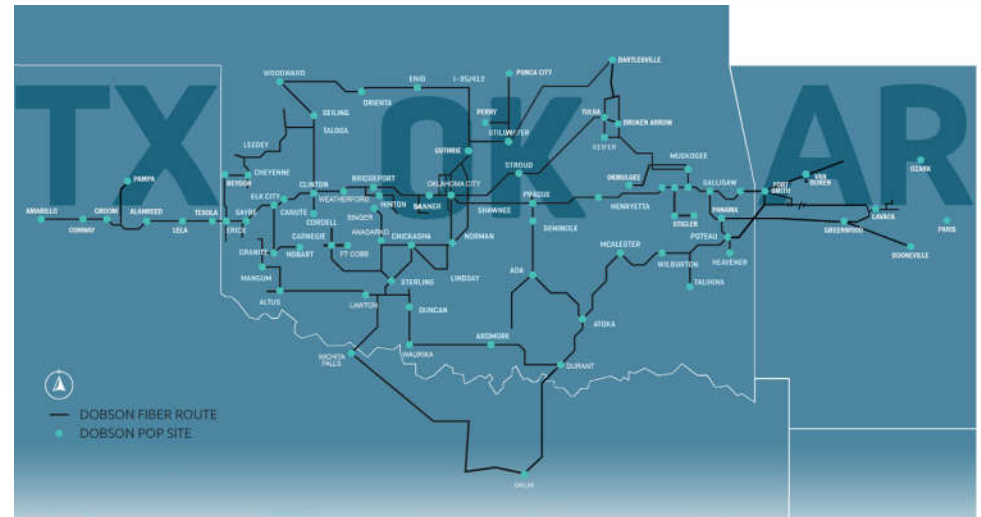 TX
OK
AR
BARTLESVILLE
WOODWARD
ENID
I-35/412
PONCA CITY
ORIENTA
SEILING
PERRY
TULSA
BROKEN ARROW
TALOGA
STILLWATER
KEIFER
LEEDEY
GUTHRIE
STROUD
MUSKOGEE
OZARK
CHEYENNE
BRIDGEPORT
PAMPA
REYDON
CLINTON
OKLAHOMA CITY
OKMULGEE
SALLISAW
FORT
SMITH
VAN
BUREN
ELK CITY
WEATHERFORD
HINTON
BANNER
PRAGUE
HENRYETTA
AMARILLO
CONWAY
GROOM
ALANREED
LELA
TEXOLA
SAYRE
ERICK
CANUTE
CORDELL
BINGER
SHAWNEE
PANAMA
LAVACA
STIGLER
SEMINOLE
GREENWOOD
PARIS
CARNEGIE
ANADARKO
CHICKASHA
NORMAN
POTEAU
GRANITE
HOBART
FT COBB
MCALESTER
WILBURTON
HEAVENER
BOONEVILLE
MANGUM
STERLING
LINDSAY
ADA
TALIHINA
ALTUS
LAWTON
DUNCAN
ATOKA
WICHITA
FALLS
WAURIKA
ARDMORE
DURANT
DOBSON FIBER ROUTE
DOBSON POP SITE